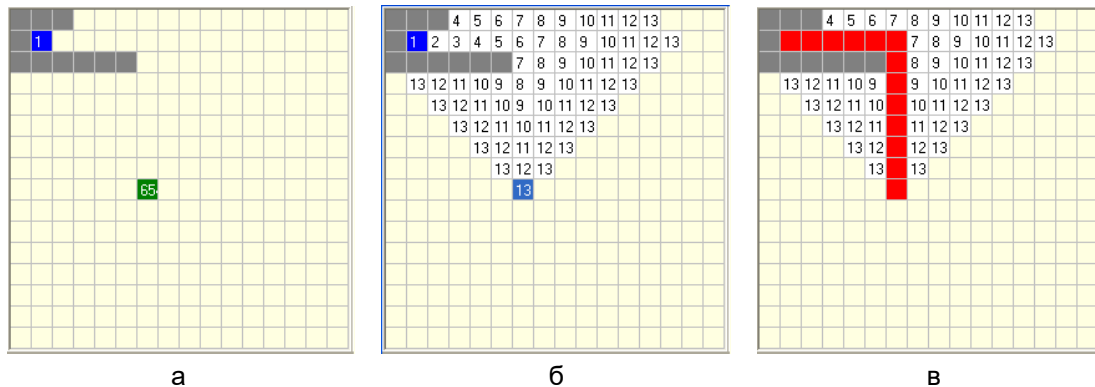 1
654
а
4 5 6 7 8 9 10 11 12 13
1 2 3 4 5 6 7 8 9 10 11 12 13
7 8 9 10 11 12 13
13 12 11 10 9 8 9 10 11 12 13
13 12 11 10 9 10 11 12 13
13 12 11 10 11 12 13
13 12 11 12 13
13 12 13
13
б
4 5 6 7 8 9 10 11 12 13
7 8 9 10 11 12 13
8 9 10 11 12 13
13 12 11 10 9 9 10 11 12 13
13 12 11 10 10 11 12 13
13 12 11 11 12 13
13 12 12 13
13 13
в